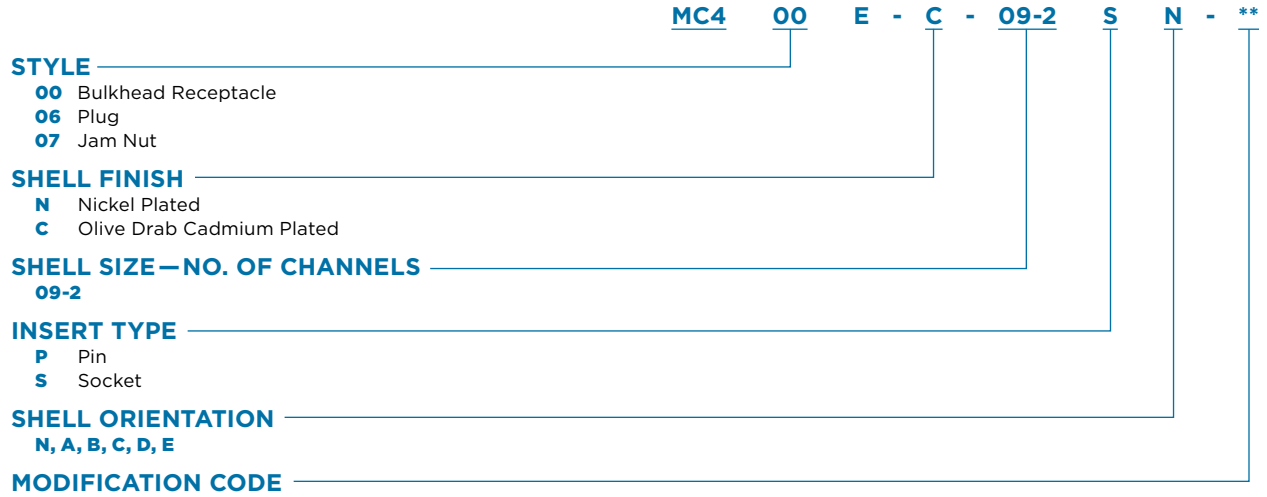 MC4 00 E - C - 09-2 S N - **
STYLE
00 Bulkhead Receptacle
06 Plug
07 Jam Nut
SHELL FINISH
N Nickel Plated
C Olive Drab Cadmium Plated
SHELL SIZE—NO. OF CHANNELS
09-2
INSERT TYPE
P Pin
S Socket
SHELL ORIENTATION
N, A, B, C, D, E
MODIFICATION CODE